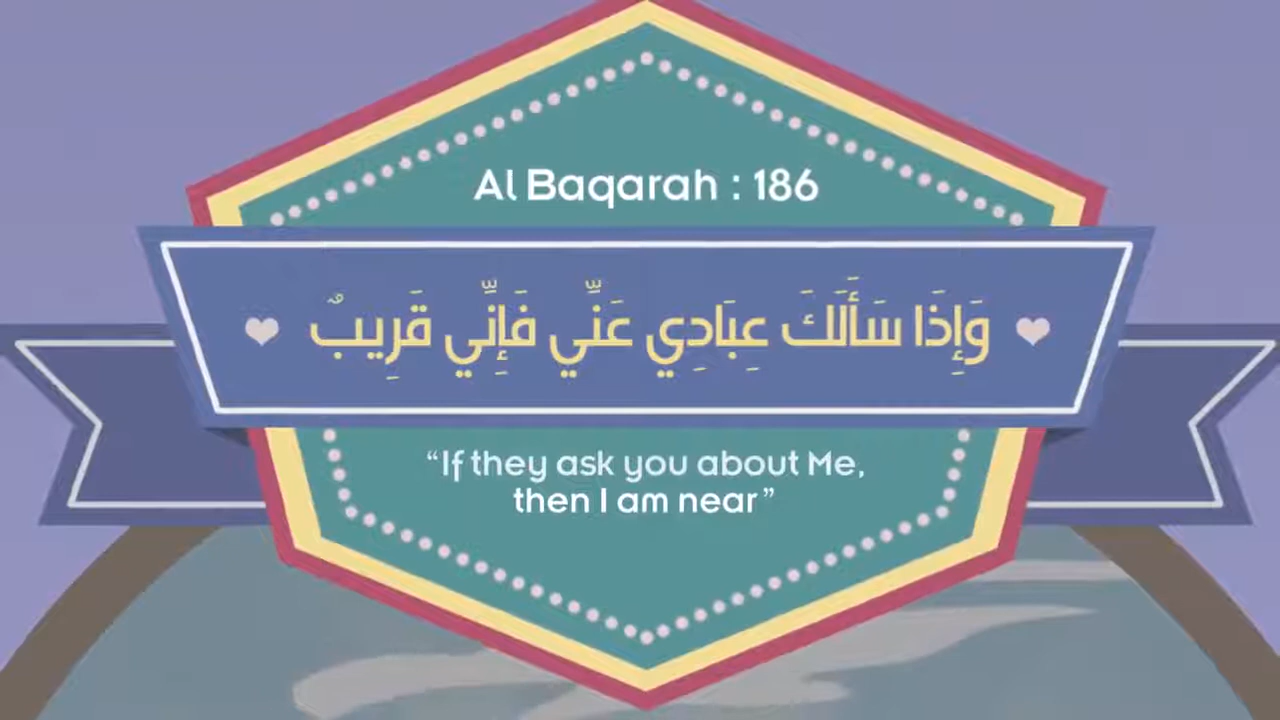 Al Baqarah : 186
وَإِذَا سَأَلَكَ عِبَادِي عَنِّي فَإِنِّي قَرِيبٌ
“If they ask you about Me,
then I am near”